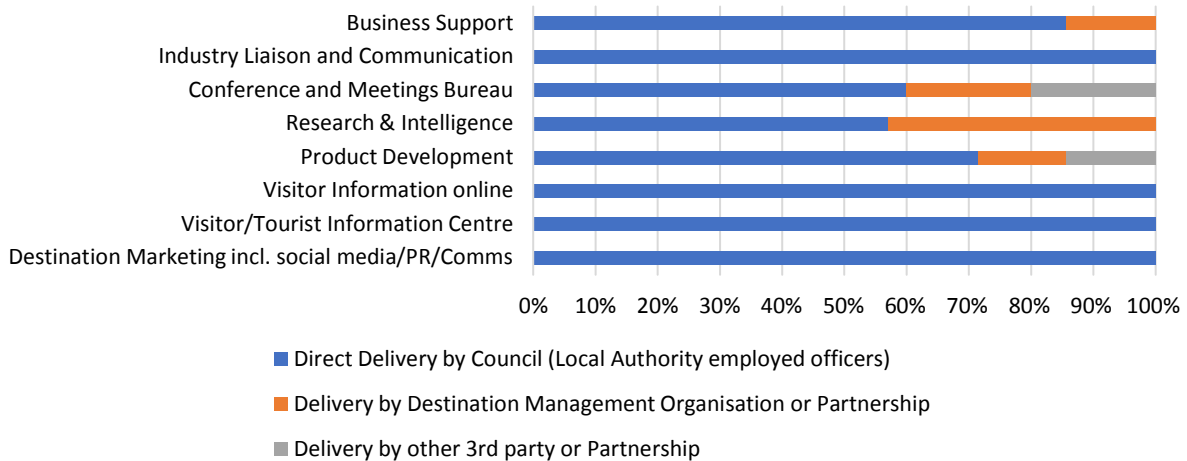 Business Support
Industry Liaison and Communication
Conference and Meetings Bureau
Research & Intelligence
Product Development
Visitor Information online
Visitor/Tourist Information Centre
Destination Marketing incl. social media/PR/Comms
0% 10% 20% 30% 40% 50% 60% 70% 80% 90% 100%
Direct Delivery by Council (Local Authority employed officers)
Delivery by Destination Management Organisation or Partnership
Delivery by other 3rd party or Partnership